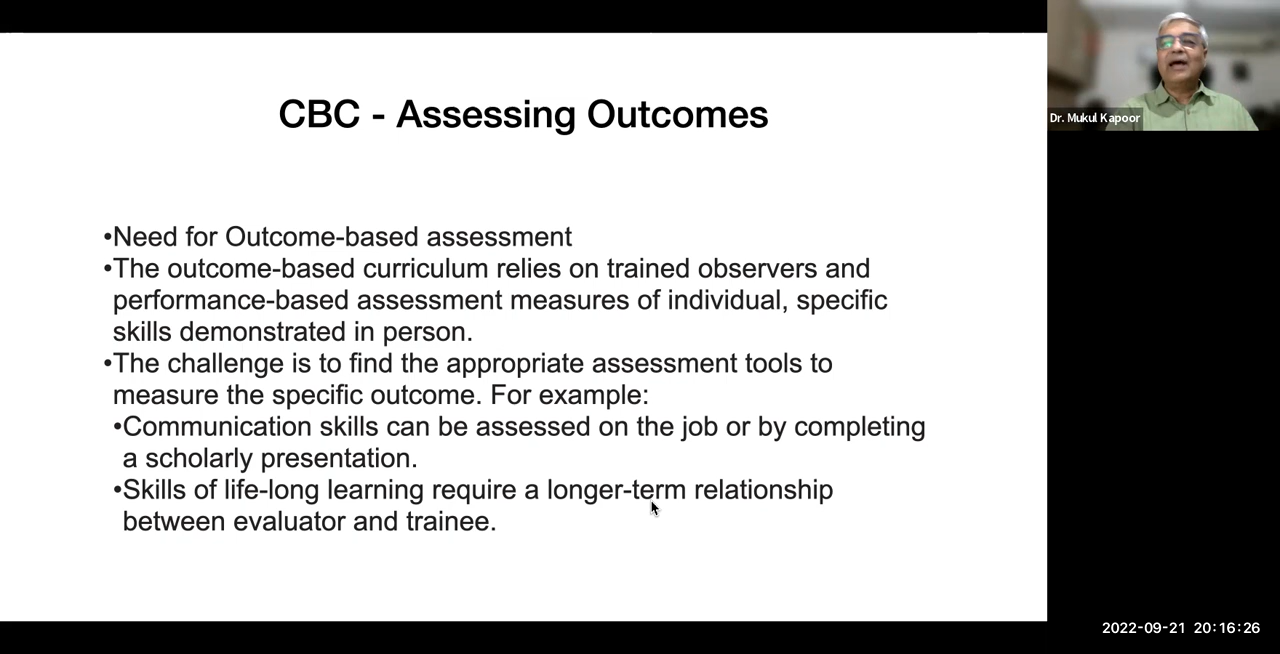 CBC - Assessing Outcomes
•Need for Outcome-based assessment
•The outcome-based curriculum relies on trained observers and
performance-based assessment measures of individual, specific
skills demonstrated in person.
•The challenge is to find the appropriate assessment tools to
measure the specific outcome. For example:
•Communication skills can be assessed on the job or by completing
a scholarly presentation.
•Skills of life-long learning require a longer-term relationship
between evaluator and trainee.
Dr. Mukul Kapoor
2022-09-21 20:16:26